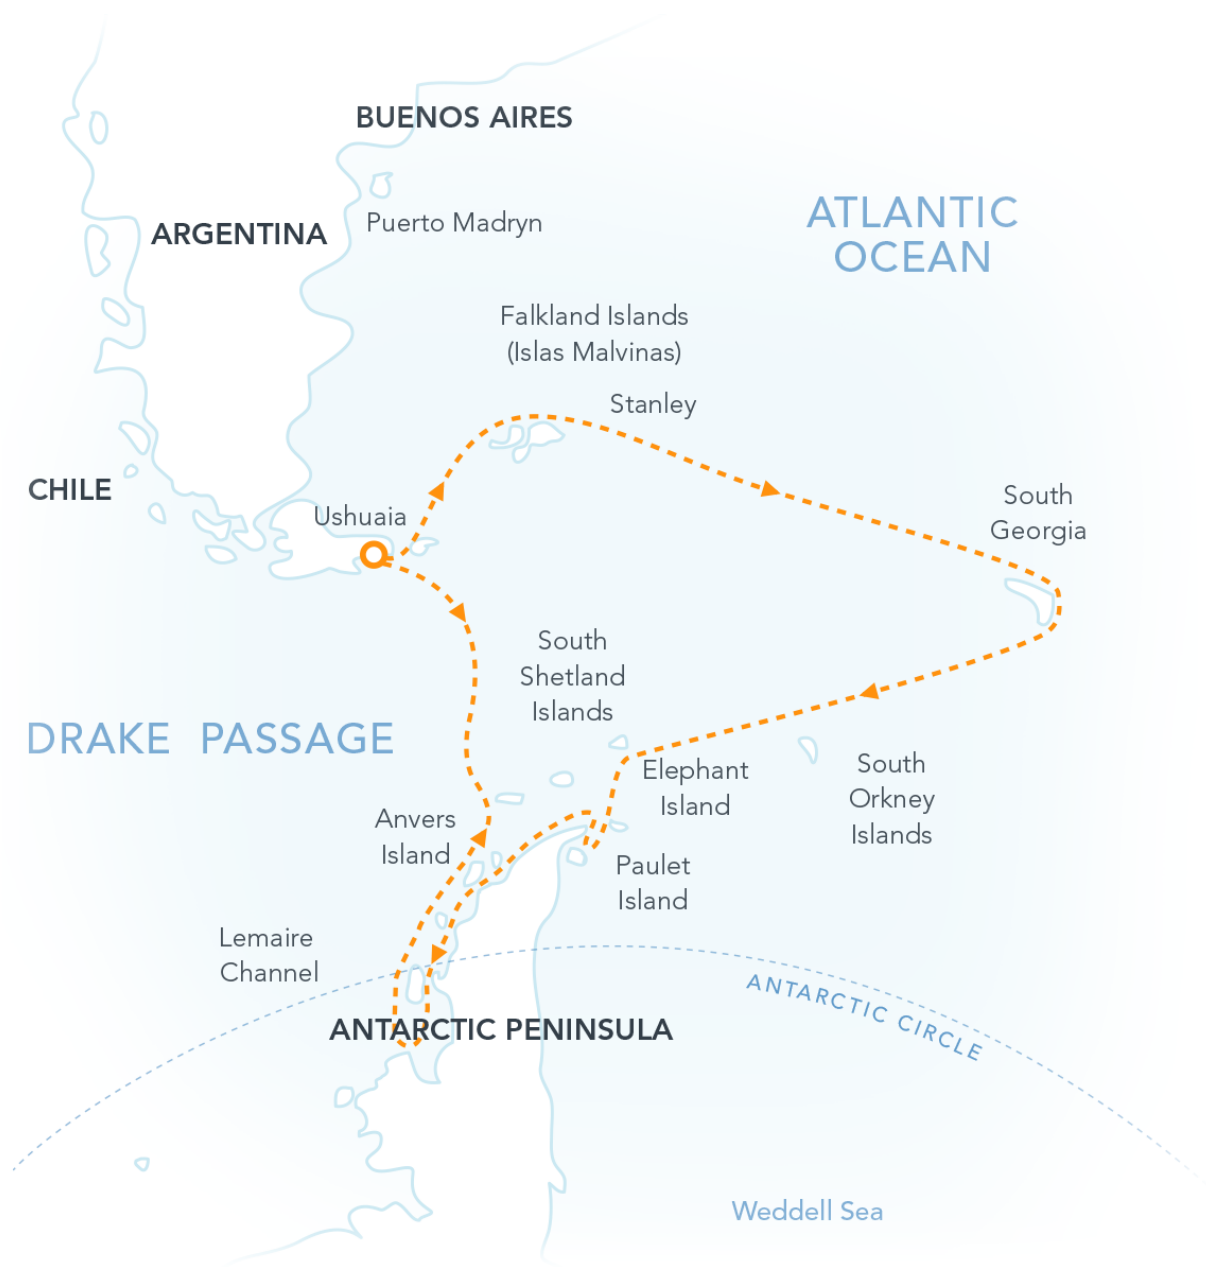 BUENOS AIRES
ATLANTIC
OCEAN
Puerto Madryn
ARGENTINA
Falkland Islands
(Islas Malvinas)
Stanley
CHILE
South
Georgia
Ushuaia
South
Shetland
Islands
DRAKE PASSAGE
Elephant
Island
South
Orkney
Islands
Anvers
Island
Paulet
Island
Lemaire
Channel
ANTARCTIC CIRCLE
ANTARCTIC PENINSULA
Weddell Sea